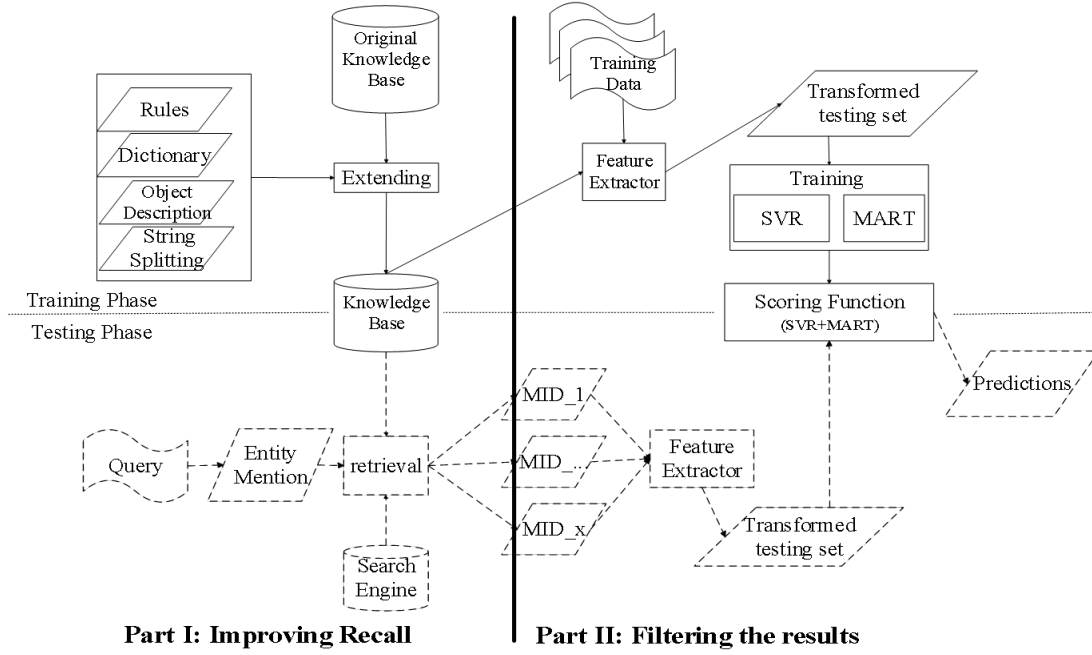 Original
Knowledge
Base
Rules
Dictionary
Object
Description
String
Splitting
Extending
Training Phase
Testing Phase
Knowledge
Base
Query
Entity
Mention
retrieval
Search
Engine
Part I: Improving Recall
Training
Data
Feature
Extractor
Transformed
testing set
Training
SVR
MART
Scoring Function
(SVR+MART)
Predictions
MID_1
MID_...
MID_x
Feature
Extractor
Transformed
testing set
Part II: Filtering the results